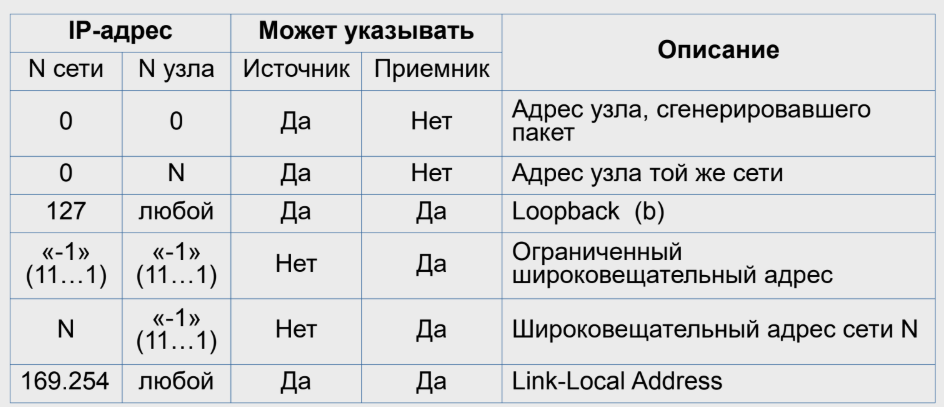 IP-адрес Может указывать Описание
N сети N узла Источник Приемник
0 0 Да Нет Адрес узла, сгенерировавшего
пакет
0 N Да Нет Адрес узла той же сети
127 любой Да Да Loopback (b)
«-1» «-1» Нет Да Ограниченный
(11…1) (11…1) широковещательный адрес
N «-1» Нет Да Широковещательный адрес сети N
(11…1)
169.254 любой Да Да Link-Local Address